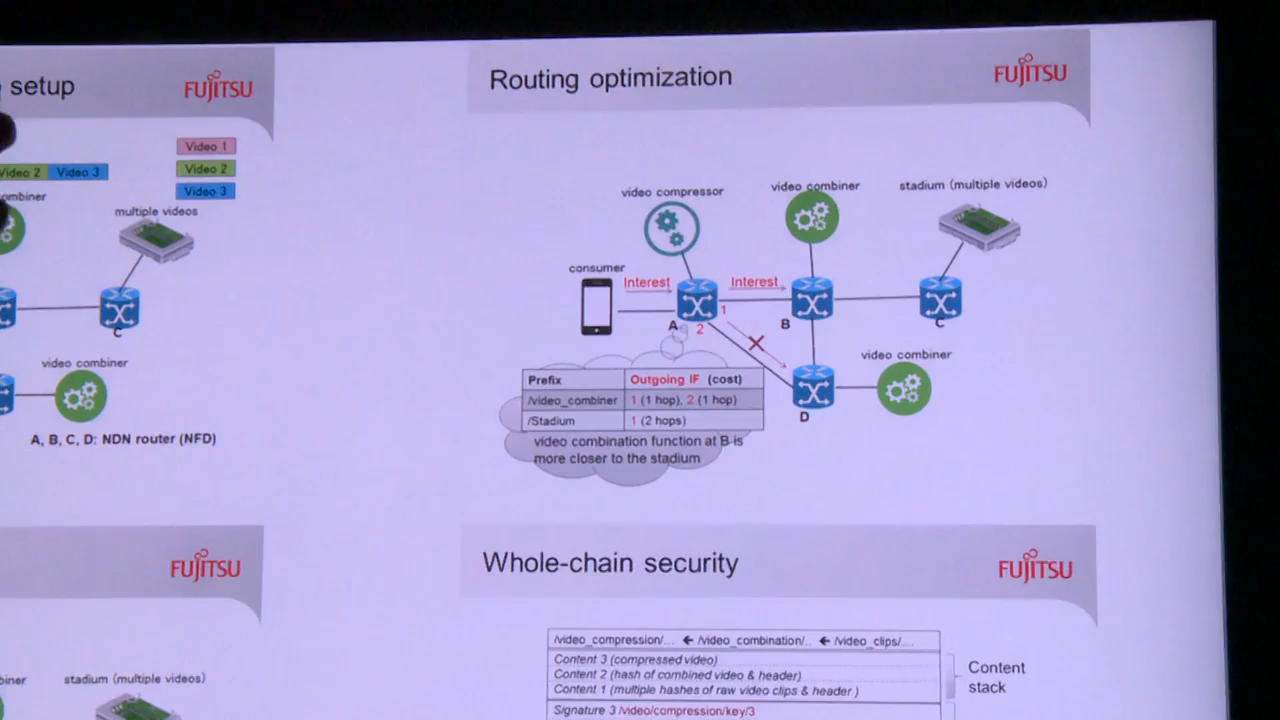 setup
FUJITSU
Video 1
Video 2
Video 3
Video 2 Video 3
multiple videos
C
video combiner
A, B, C, D: NDN router (NFD)
Routing optimization
FUJITSU
video compressor
video combiner
stadium (multiple videos)
consumer
Interest
Interest
A
1
2
B
C
video combiner
D
Prefix Outgoing IF (cost)
/video_combiner 1 (1 hop), 2 (1 hop)
/Stadium 1 (2 hops)
video combination function at B is
more closer to the stadium
FUJITSU
stadium (multiple videos)
Whole-chain security
FUJITSU
/video_compression/... ← /video_combination/.. ← /video_clips/....
Content 3 (compressed video)
Content 2 (hash of combined video & header)
Content 1 (multiple hashes of raw video clips & header )
Content
stack
Signature 3 /video/compression/key/3